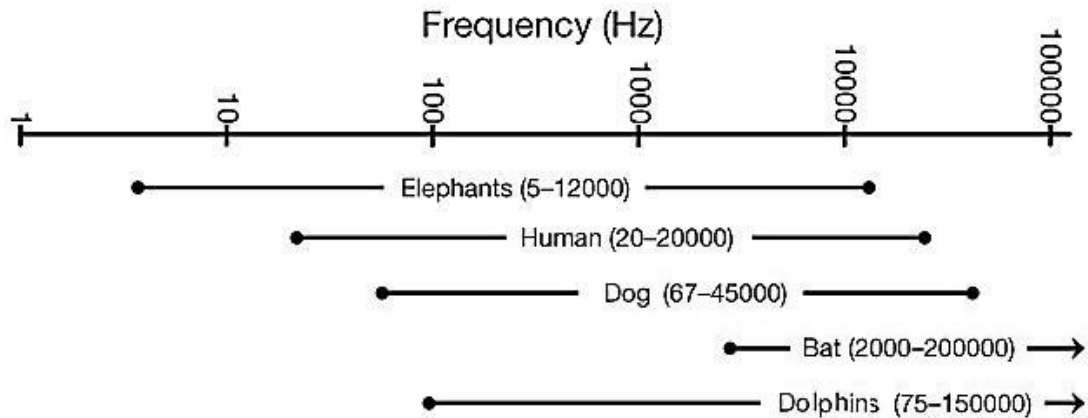 Frequency (Hz)
1
10
100
1000
10000
100000
Elephants (5–12000)
Human (20–20000)
Dog (67–45000)
Bat (2000–200000)
Dolphins (75–150000)